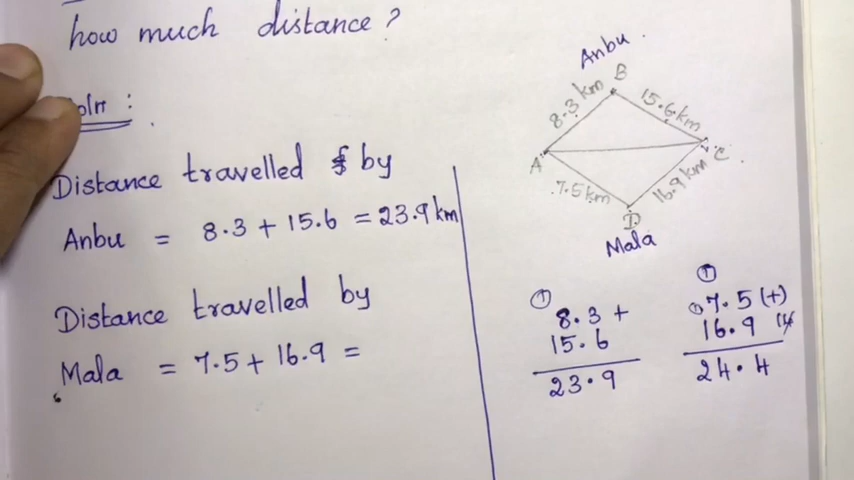 how much distance?
Soln :
Distance travelled by
Anbu = 8.3 + 15.6 = 23.9 km
Distance travelled by
Mala = 7.5 + 16.9 =
Anbu.
B
8.3 km
15.6 km
A
C
7.5 km
16.9 km
D
Mala
1
8.3 +
15.6
23.9
1
1 7.5 (+)
16.9
24.4